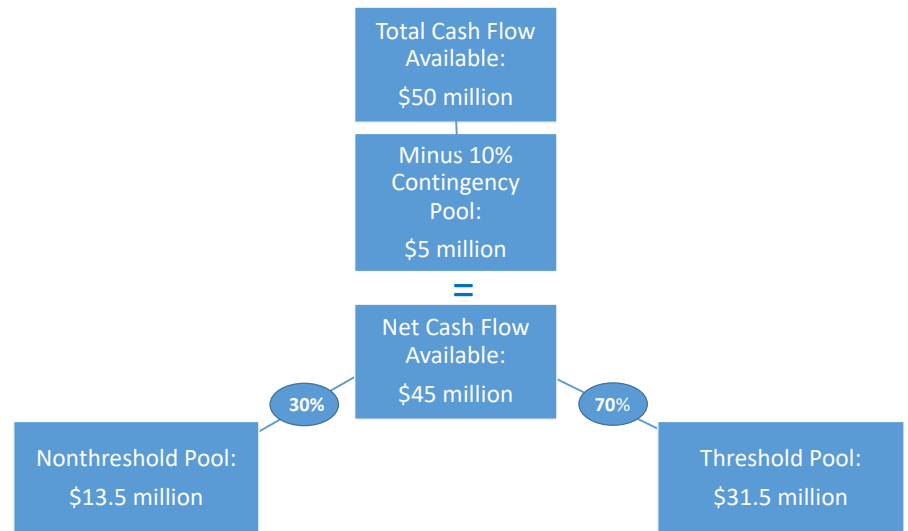 Total Cash Flow
Available:
$50 million
Minus 10%
Contingency
Pool:
$5 million
=
Net Cash Flow
Available:
$45 million
30%
70%
Nonthreshold Pool:
$13.5 million
Threshold Pool:
$31.5 million